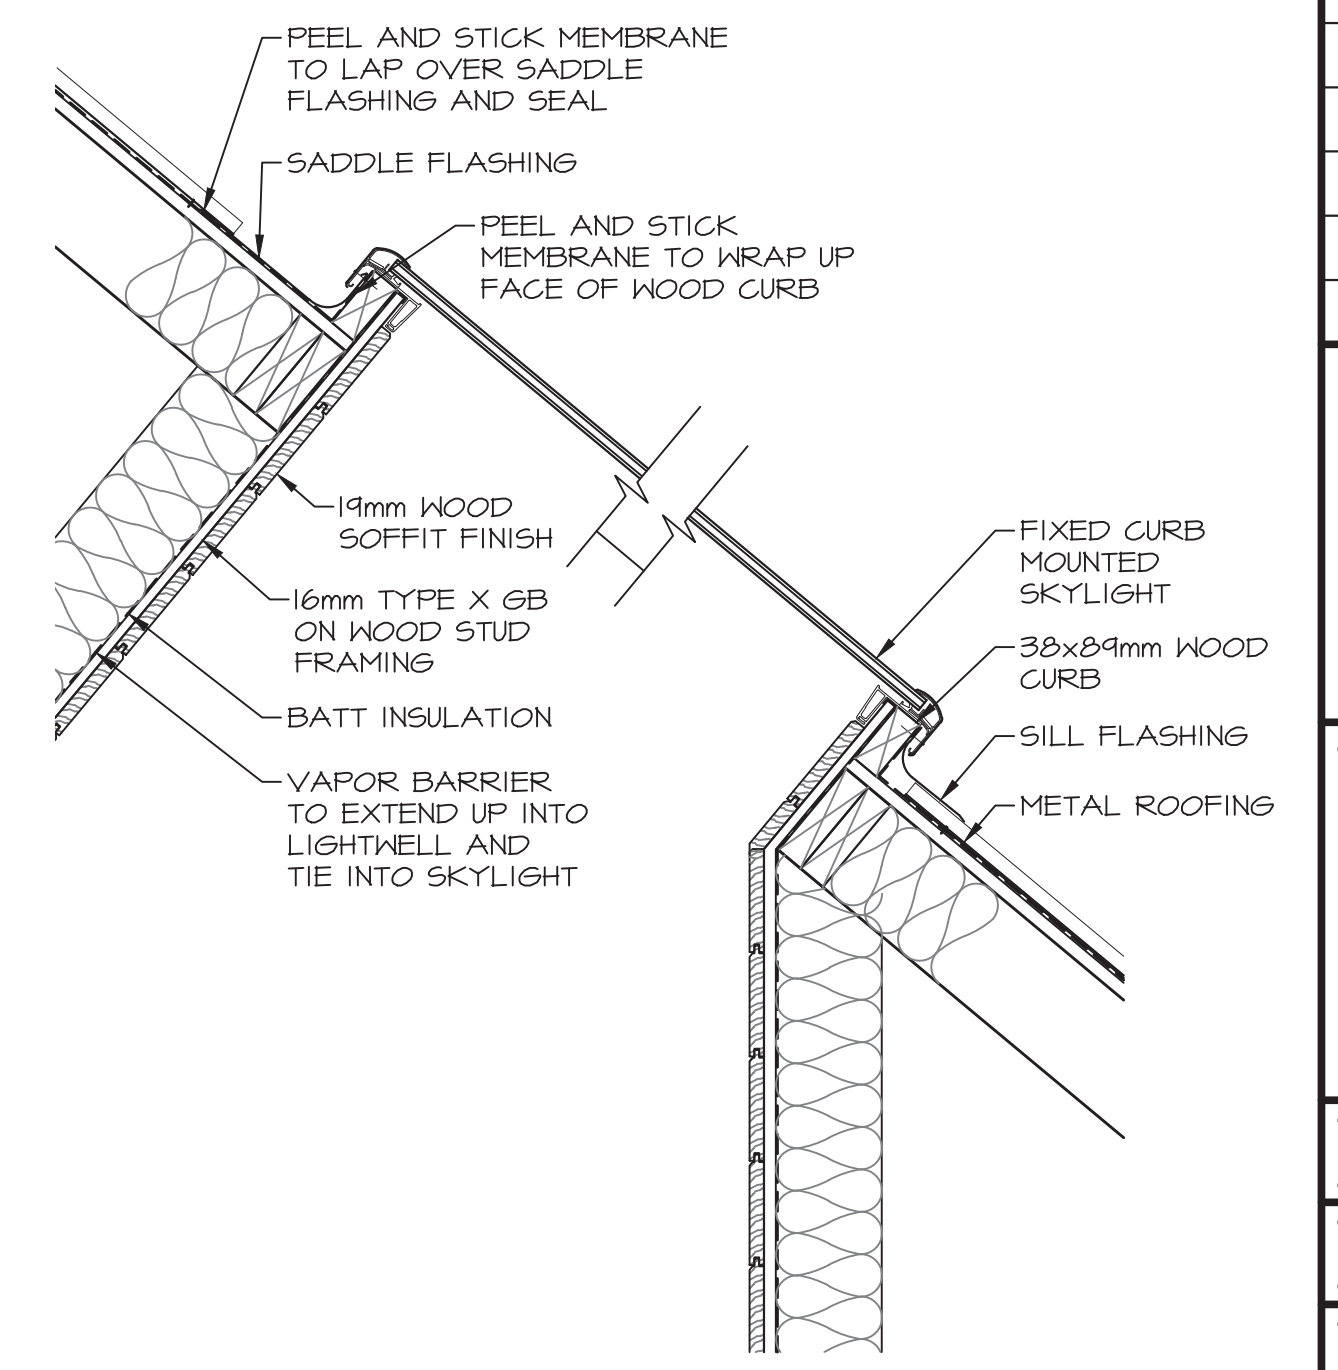 PEEL AND STICK MEMBRANE
TO LAP OVER SADDLE
FLASHING AND SEAL
SADDLE FLASHING
PEEL AND STICK
MEMBRANE TO WRAP UP
FACE OF WOOD CURB
19mm WOOD
SOFFIT FINISH
16mm TYPE X GB
ON WOOD STUD
FRAMING
BATT INSULATION
VAPOR BARRIER
TO EXTEND UP INTO
LIGHTWELL AND
TIE INTO SKYLIGHT
FIXED CURB
MOUNTED
SKYLIGHT
38x89mm WOOD
CURB
SILL FLASHING
METAL ROOFING